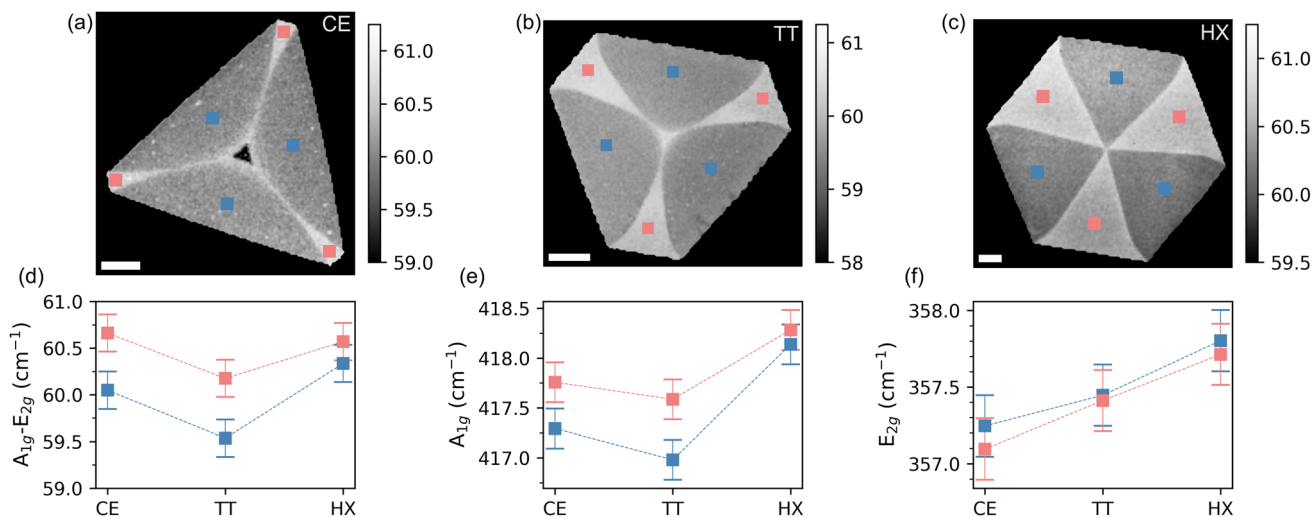 (a)
CE
61.0
60.5
60.0
59.5
59.0
(b)
TT
61
60
59
58
(c)
HX
61.0
60.5
60.0
59.5
(d)
A1g-E2g (cm⁻¹)
61.0
60.5
60.0
59.5
59.0
CE TT HX
(e)
A1g (cm⁻¹)
418.5
418.0
417.5
417.0
CE TT HX
(f)
E2g (cm⁻¹)
358.0
357.5
357.0
CE TT HX